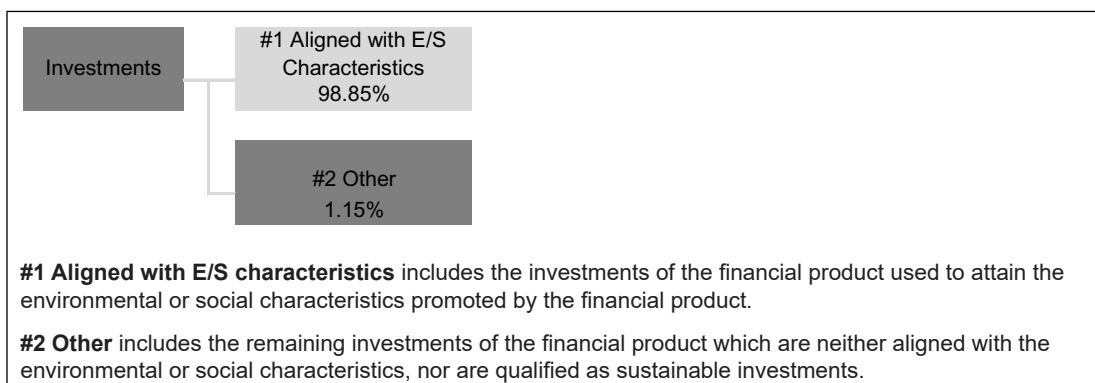 Investments
#1 Aligned with E/S
Characteristics
98.85%
#2 Other
1.15%
#1 Aligned with E/S characteristics includes the investments of the financial product used to attain the
environmental or social characteristics promoted by the financial product.
#2 Other includes the remaining investments of the financial product which are neither aligned with the
environmental or social characteristics, nor are qualified as sustainable investments.